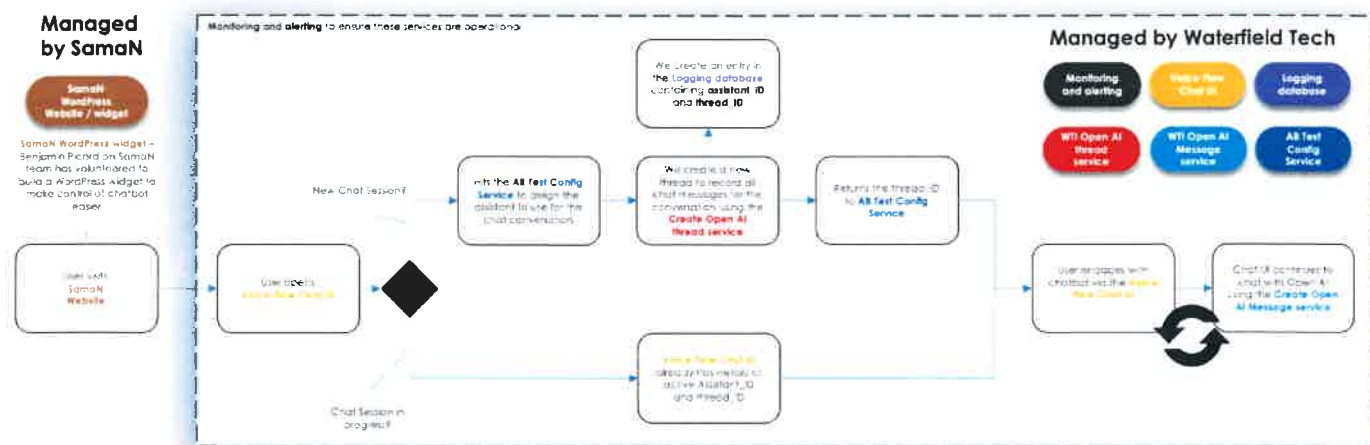 Managed
by SamaN
SamaN
WordPress
Website / widget
SamaN WordPress widget –
Benjamin Picard on SamaN
team has volunteered to
build a WordPress widget to
make control of chatbot
easer
User visits
SamaN
Website
Monitoring and alerting to ensure these services are operational
Managed by Waterfield Tech
Monitoring
and alerting
Voice Flow
Chat UI
Logging
database
WTI Open AI
thread
service
WTI Open AI
Message
service
AB Test
Config
Service
We create an entry in
the Logging database
containing assistant_ID
and thread_ID
New Chat Session?
the AB Test Config
Service to assign the
assistant to use for the
chat conversation
We create a new
thread to record all
chat messages for the
conversation using the
Create Open AI
thread service
Returns the thread_ID
to AB Test Config
Service
User opens
Voice Flow Chat UI
Voice Flow Chat UI
already has details of
active Assistant_ID
and thread_ID
Chat Session in
progress?
User engages with
chatbot via the Voice
Flow Chat UI
Chat UI continues to
chat with Open AI
using the Create Open
AI Message service